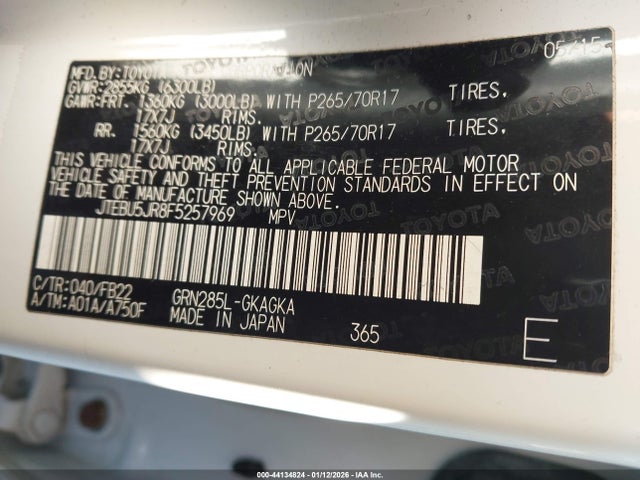 05/15
MFD. BY: TOYOTA MOTOR CORPORATION
GVWR: 2855KG (6300LB)
GAWR: FRT. 1360KG (3000LB) WITH P265/70R17 TIRES,
17X7J RIMS.
RR. 1560KG (3450LB) WITH P265/70R17 TIRES,
17X7J RIMS.
THIS VEHICLE CONFORMS TO ALL APPLICABLE FEDERAL MOTOR
VEHICLE SAFETY AND THEFT PREVENTION STANDARDS IN EFFECT ON
THE DATE OF MANUFACTURE SHOWN ABOVE.
JTEBU5JR8F5257969 MPV
C/TR: 040/FB22 GRN285L-GKAGKA
A/TM: A01A/A750F MADE IN JAPAN 365 E
000-44134824 | 01/12/2026 | IAA Inc.